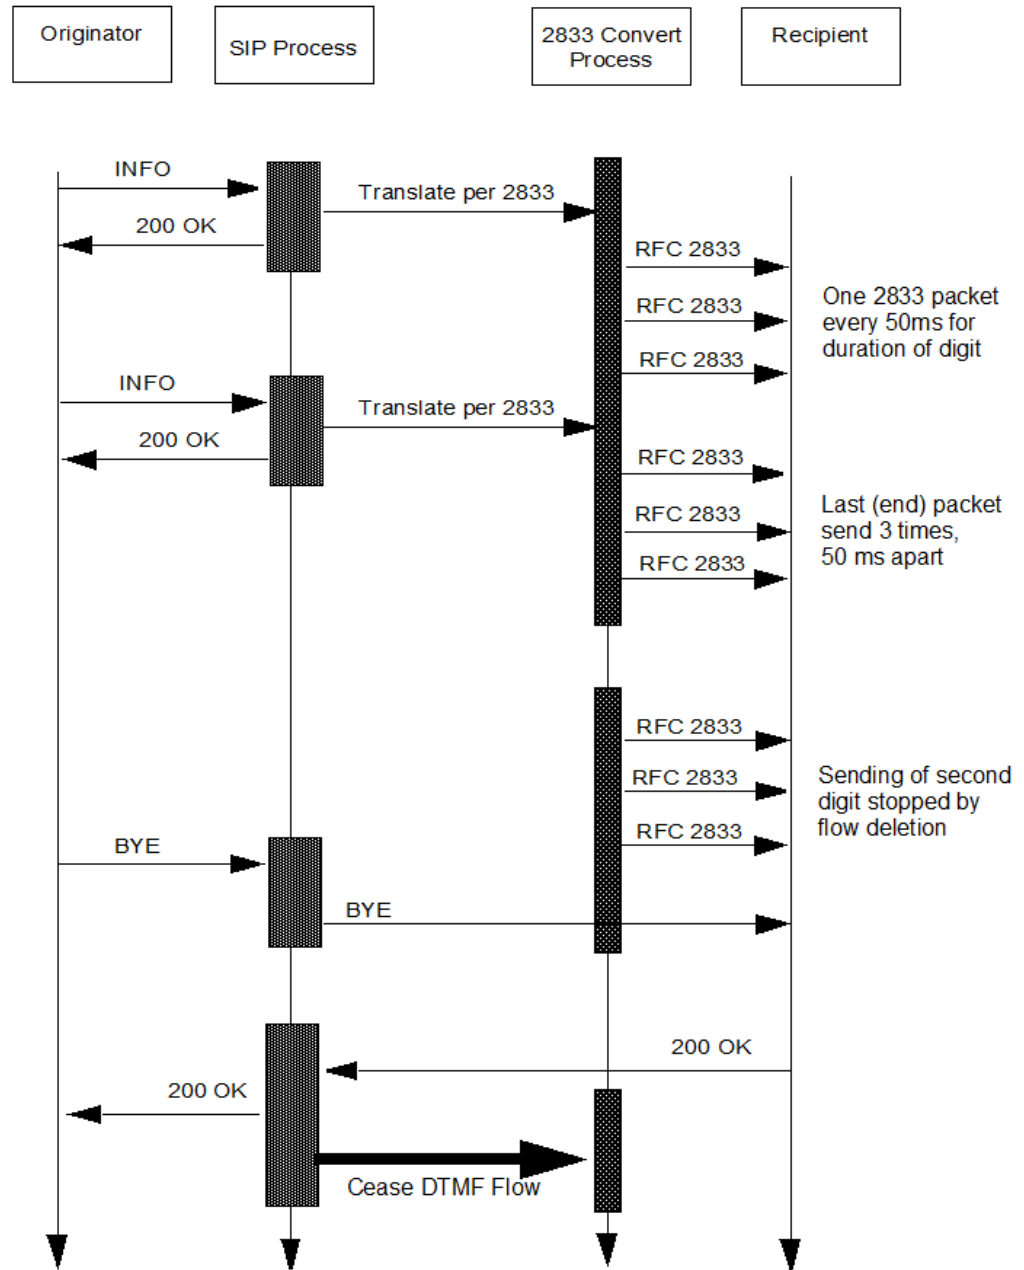 Originator
SIP Process
2833 Convert
Process
Recipient
INFO
Translate per 2833
200 OK
RFC 2833
RFC 2833
RFC 2833
One 2833 packet
every 50ms for
duration of digit
INFO
Translate per 2833
200 OK
RFC 2833
RFC 2833
RFC 2833
Last (end) packet
send 3 times,
50 ms apart
RFC 2833
RFC 2833
RFC 2833
Sending of second
digit stopped by
flow deletion
BYE
BYE
200 OK
200 OK
Cease DTMF Flow